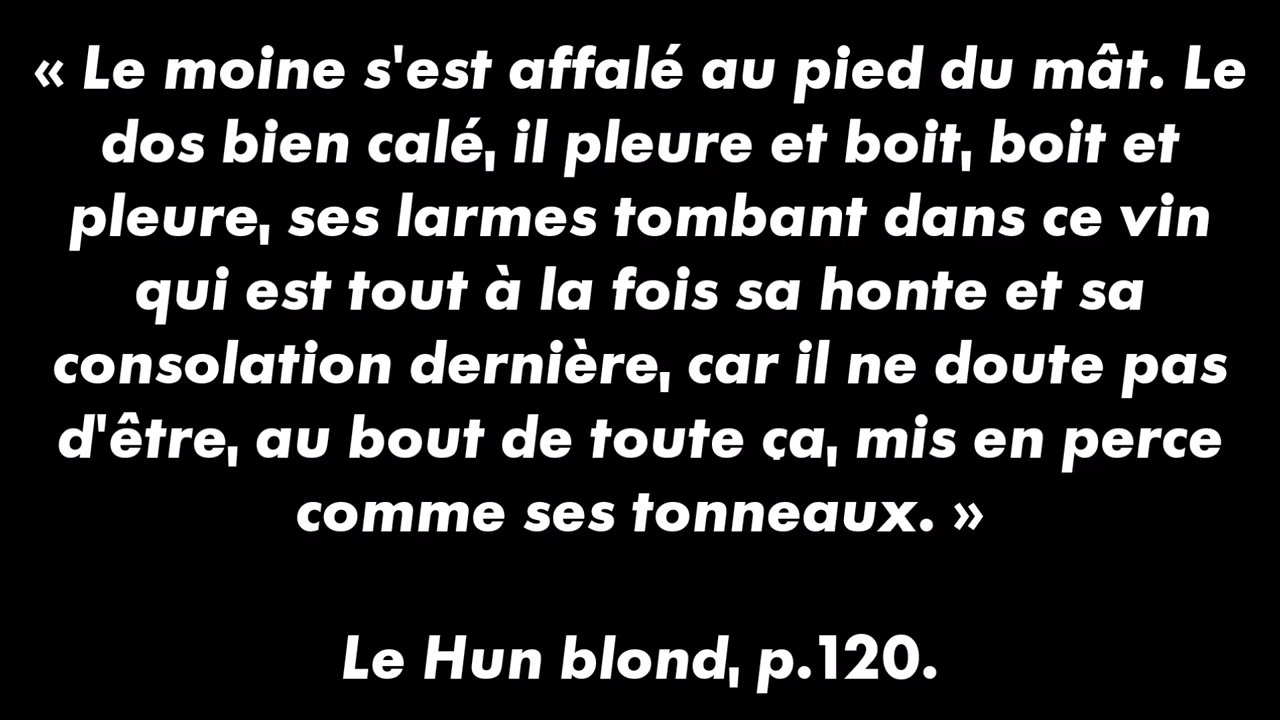 « Le moine s'est affalé au pied du mât. Le
dos bien calé, il pleure et boit, boit et
pleure, ses larmes tombant dans ce vin
qui est tout à la fois sa honte et sa
consolation dernière, car il ne doute pas
d'être, au bout de toute ça, mis en perce
comme ses tonneaux. »
Le Hun blond, p.120.